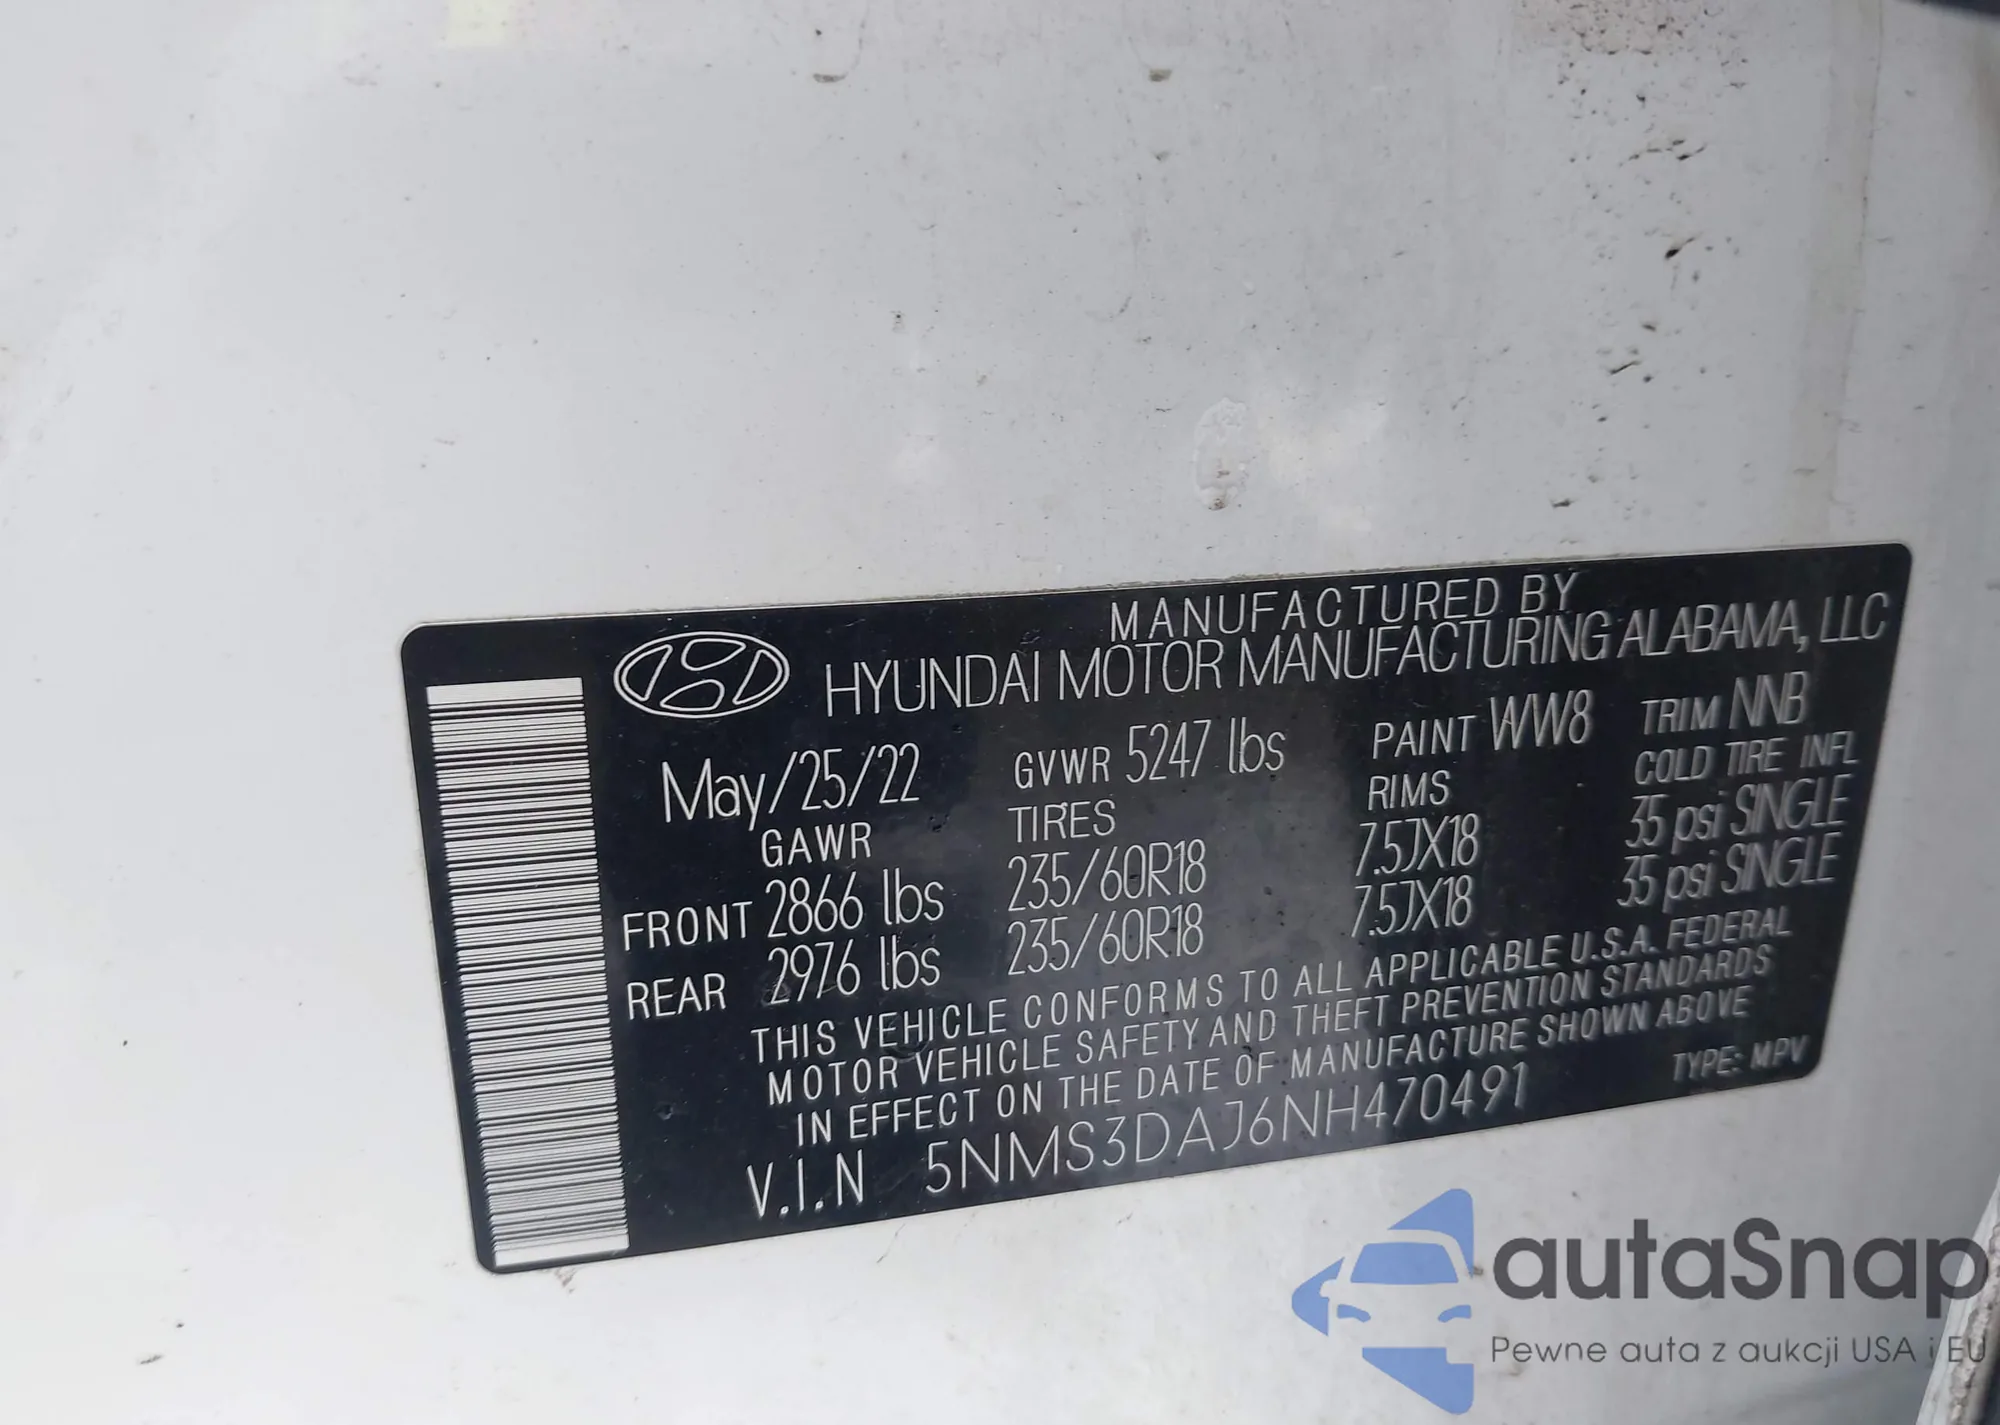 MANUFACTURED BY
HYUNDAI MOTOR MANUFACTURING ALABAMA, LLC
May/25/22 GVWR 5247 lbs PAINT WW8 TRIM NNB
GAWR TIRES RIMS COLD TIRE INFL
FRONT 2866 lbs 235/60R18 7.5JX18 35 psi SINGLE
REAR 2976 lbs 235/60R18 7.5JX18 35 psi SINGLE
THIS VEHICLE CONFORMS TO ALL APPLICABLE U.S.A. FEDERAL
MOTOR VEHICLE SAFETY AND THEFT PREVENTION STANDARDS
IN EFFECT ON THE DATE OF MANUFACTURE SHOWN ABOVE
V.I.N 5NMS3DAJ6NH470491 TYPE: MPV
autaSnap
Pewne auta z aukcji USA i EU